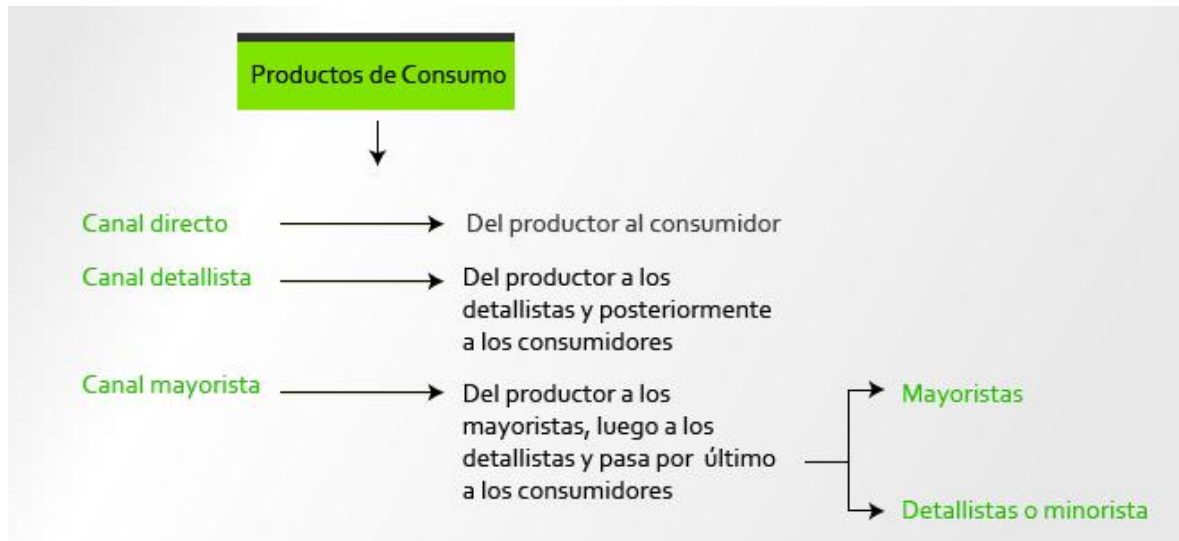 Productos de Consumo
Canal directo
Del productor al consumidor
Canal detallista
Del productor a los
detallistas y posteriormente
a los consumidores
Canal mayorista
Del productor a los
mayoristas, luego a los
detallistas y pasa por último
a los consumidores
Mayoristas
Detallistas o minorista